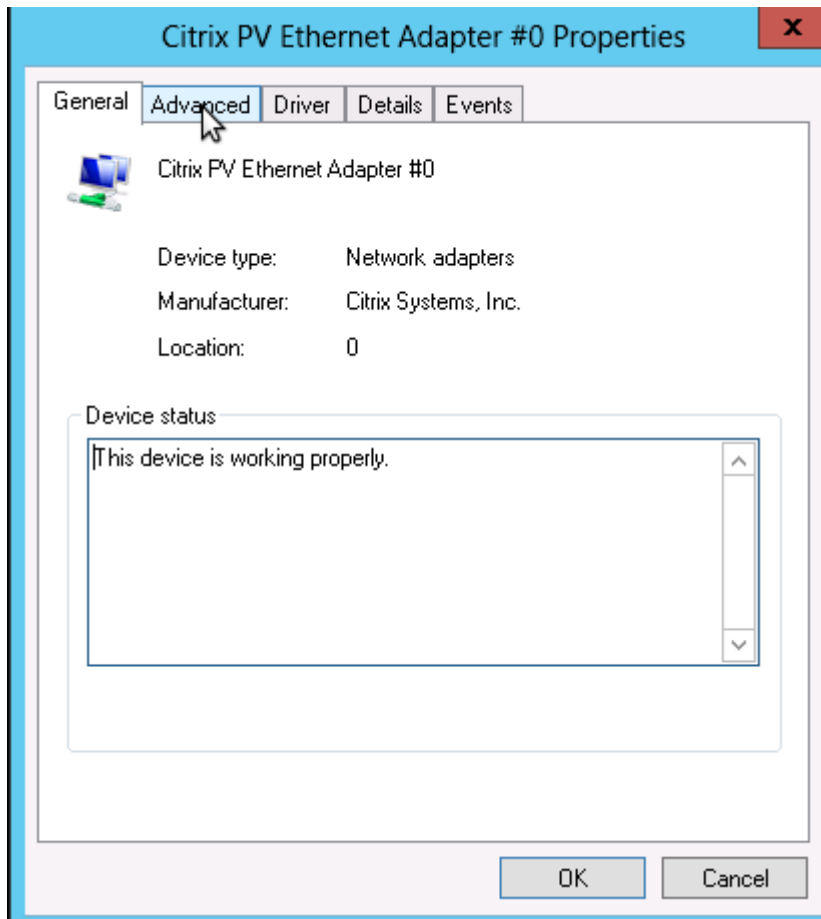 Citrix PV Ethernet Adapter #0 Properties
x
General Advanced Driver Details Events
Citrix PV Ethernet Adapter #0
Device type: Network adapters
Manufacturer: Citrix Systems, Inc.
Location: 0
Device status
This device is working properly.
OK Cancel